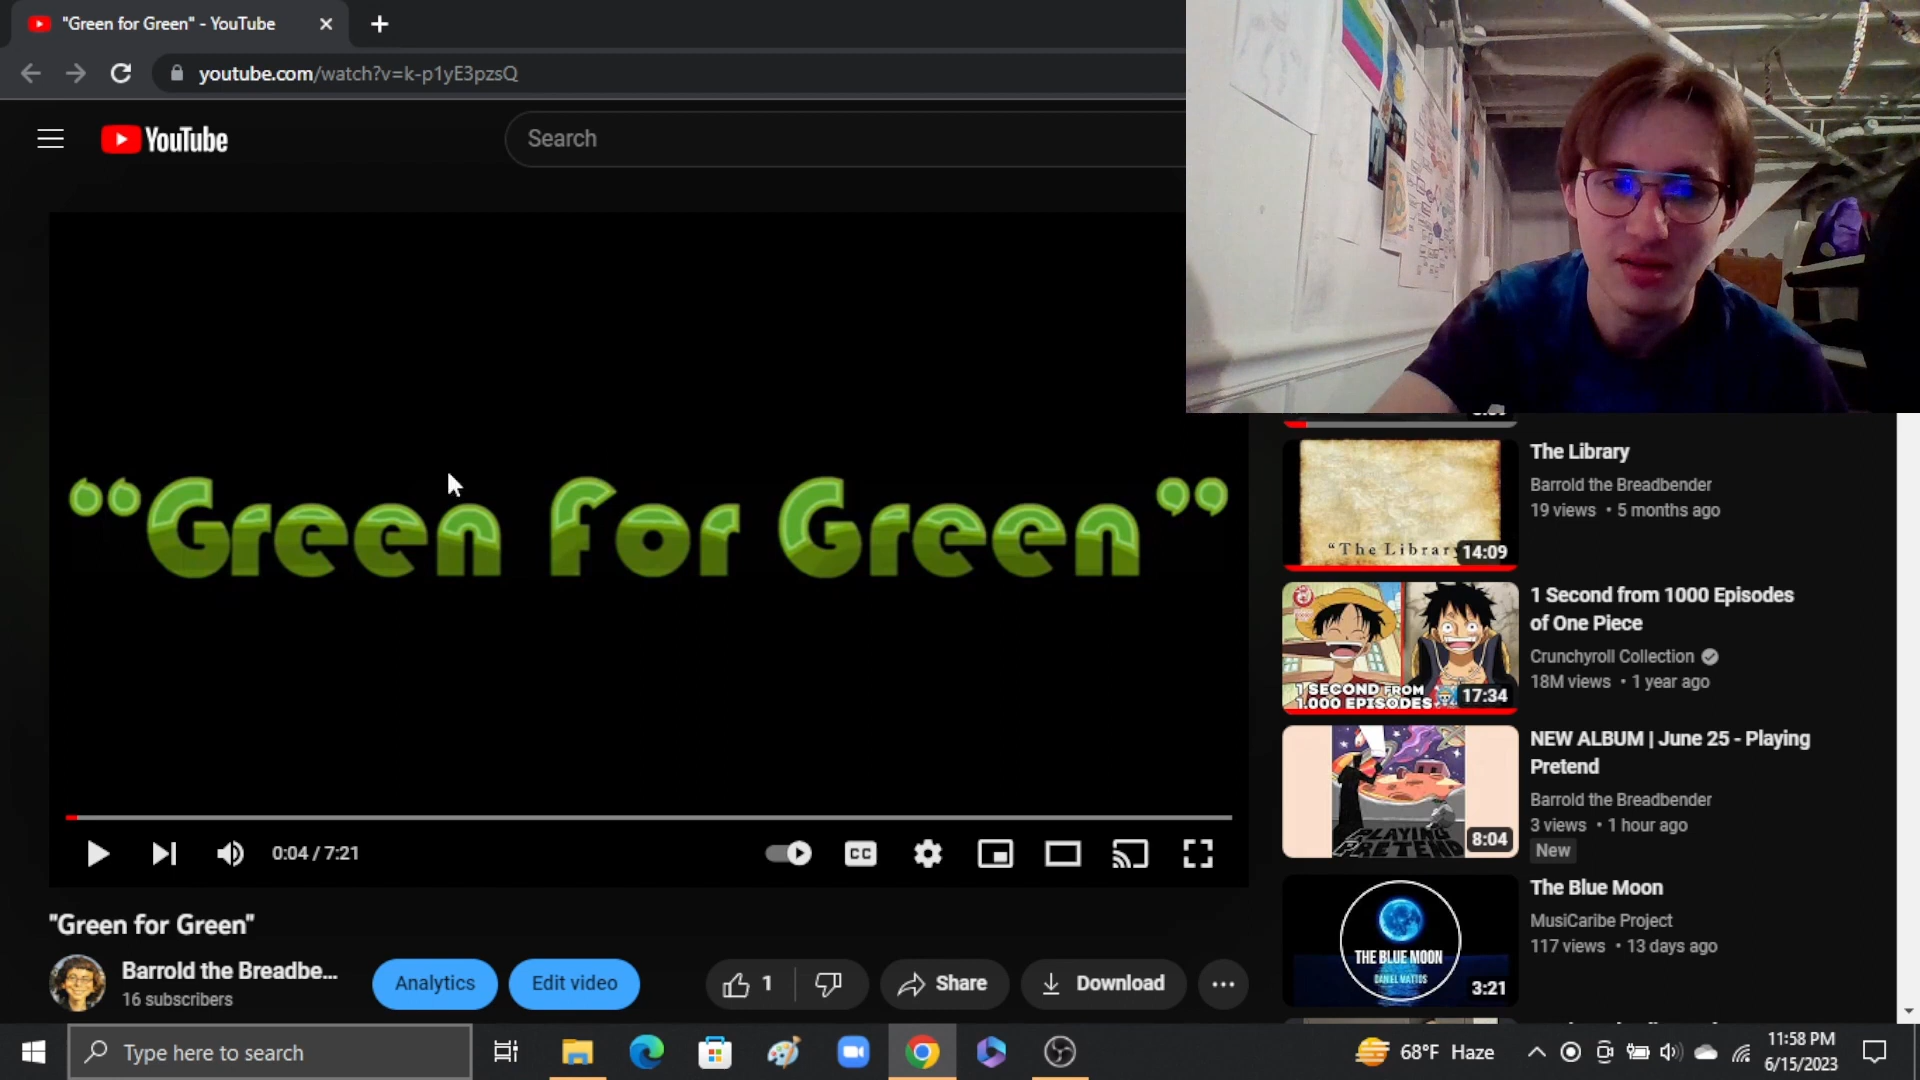 "Green for Green" - YouTube
youtube.com/watch?v=k-p1yE3pzsQ
YouTube
Search
"Green for Green"
0:04 / 7:21
CC
"Green for Green"
Barrold the Breadbe...
16 subscribers
Analytics
Edit video
1
Share
Download
The Library
Barrold the Breadbender
19 views • 5 months ago
"The Library
14:09
1 Second from 1000 Episodes
of One Piece
Crunchyroll Collection
18M views • 1 year ago
1 SECOND FROM
1,000 EPISODES
17:34
NEW ALBUM | June 25 - Playing
Pretend
Barrold the Breadbender
3 views • 1 hour ago
New
PLAYING
PRETEND
8:04
The Blue Moon
MusiCaribe Project
117 views • 13 days ago
THE BLUE MOON
DANIEL MATTOS
3:21
Type here to search
68°F Haze
11:58 PM
6/15/2023